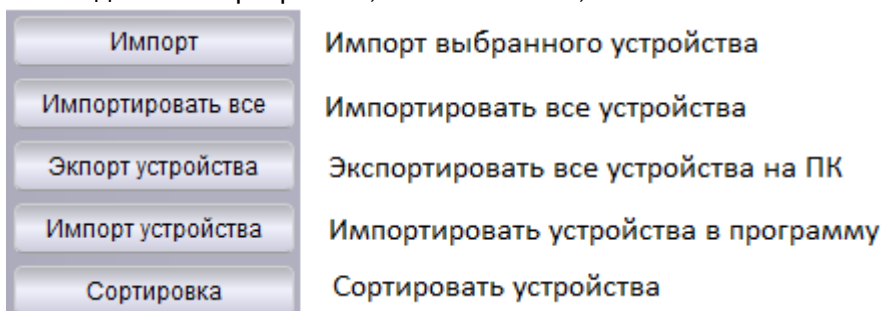 Импорт Импорт выбранного устройства
Импортировать все Импортировать все устройства
Экпорт устройства Экспортировать все устройства на ПК
Импорт устройства Импортировать устройства в программу
Сортировка Сортировать устройства